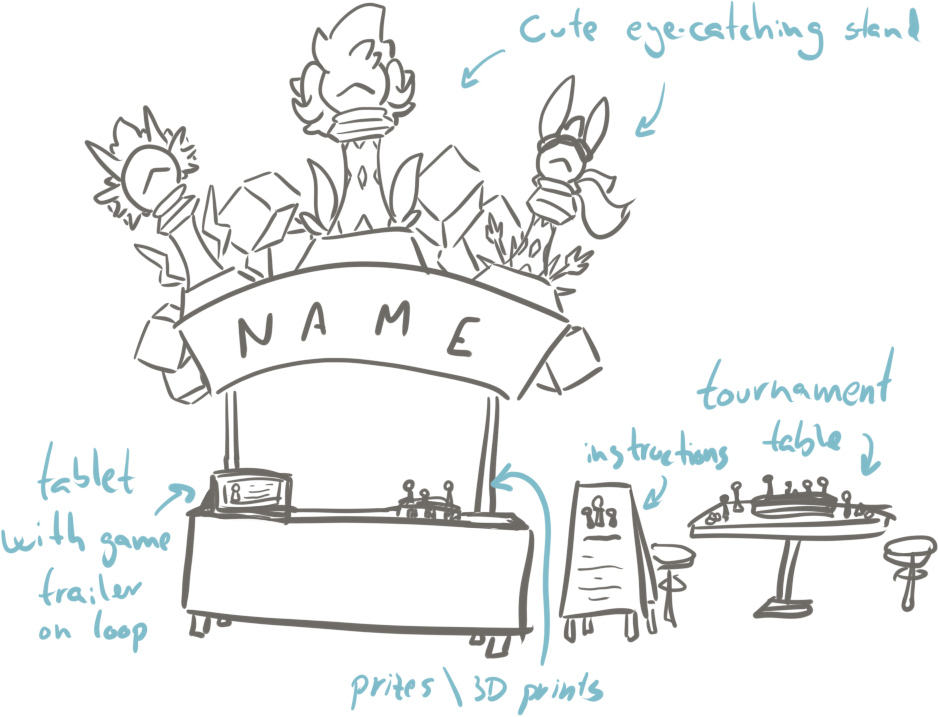 Cute eye-catching stand
NAME
tournament
table
instructions
tablet
with game
trailer
on loop
prizes \ 3D prints